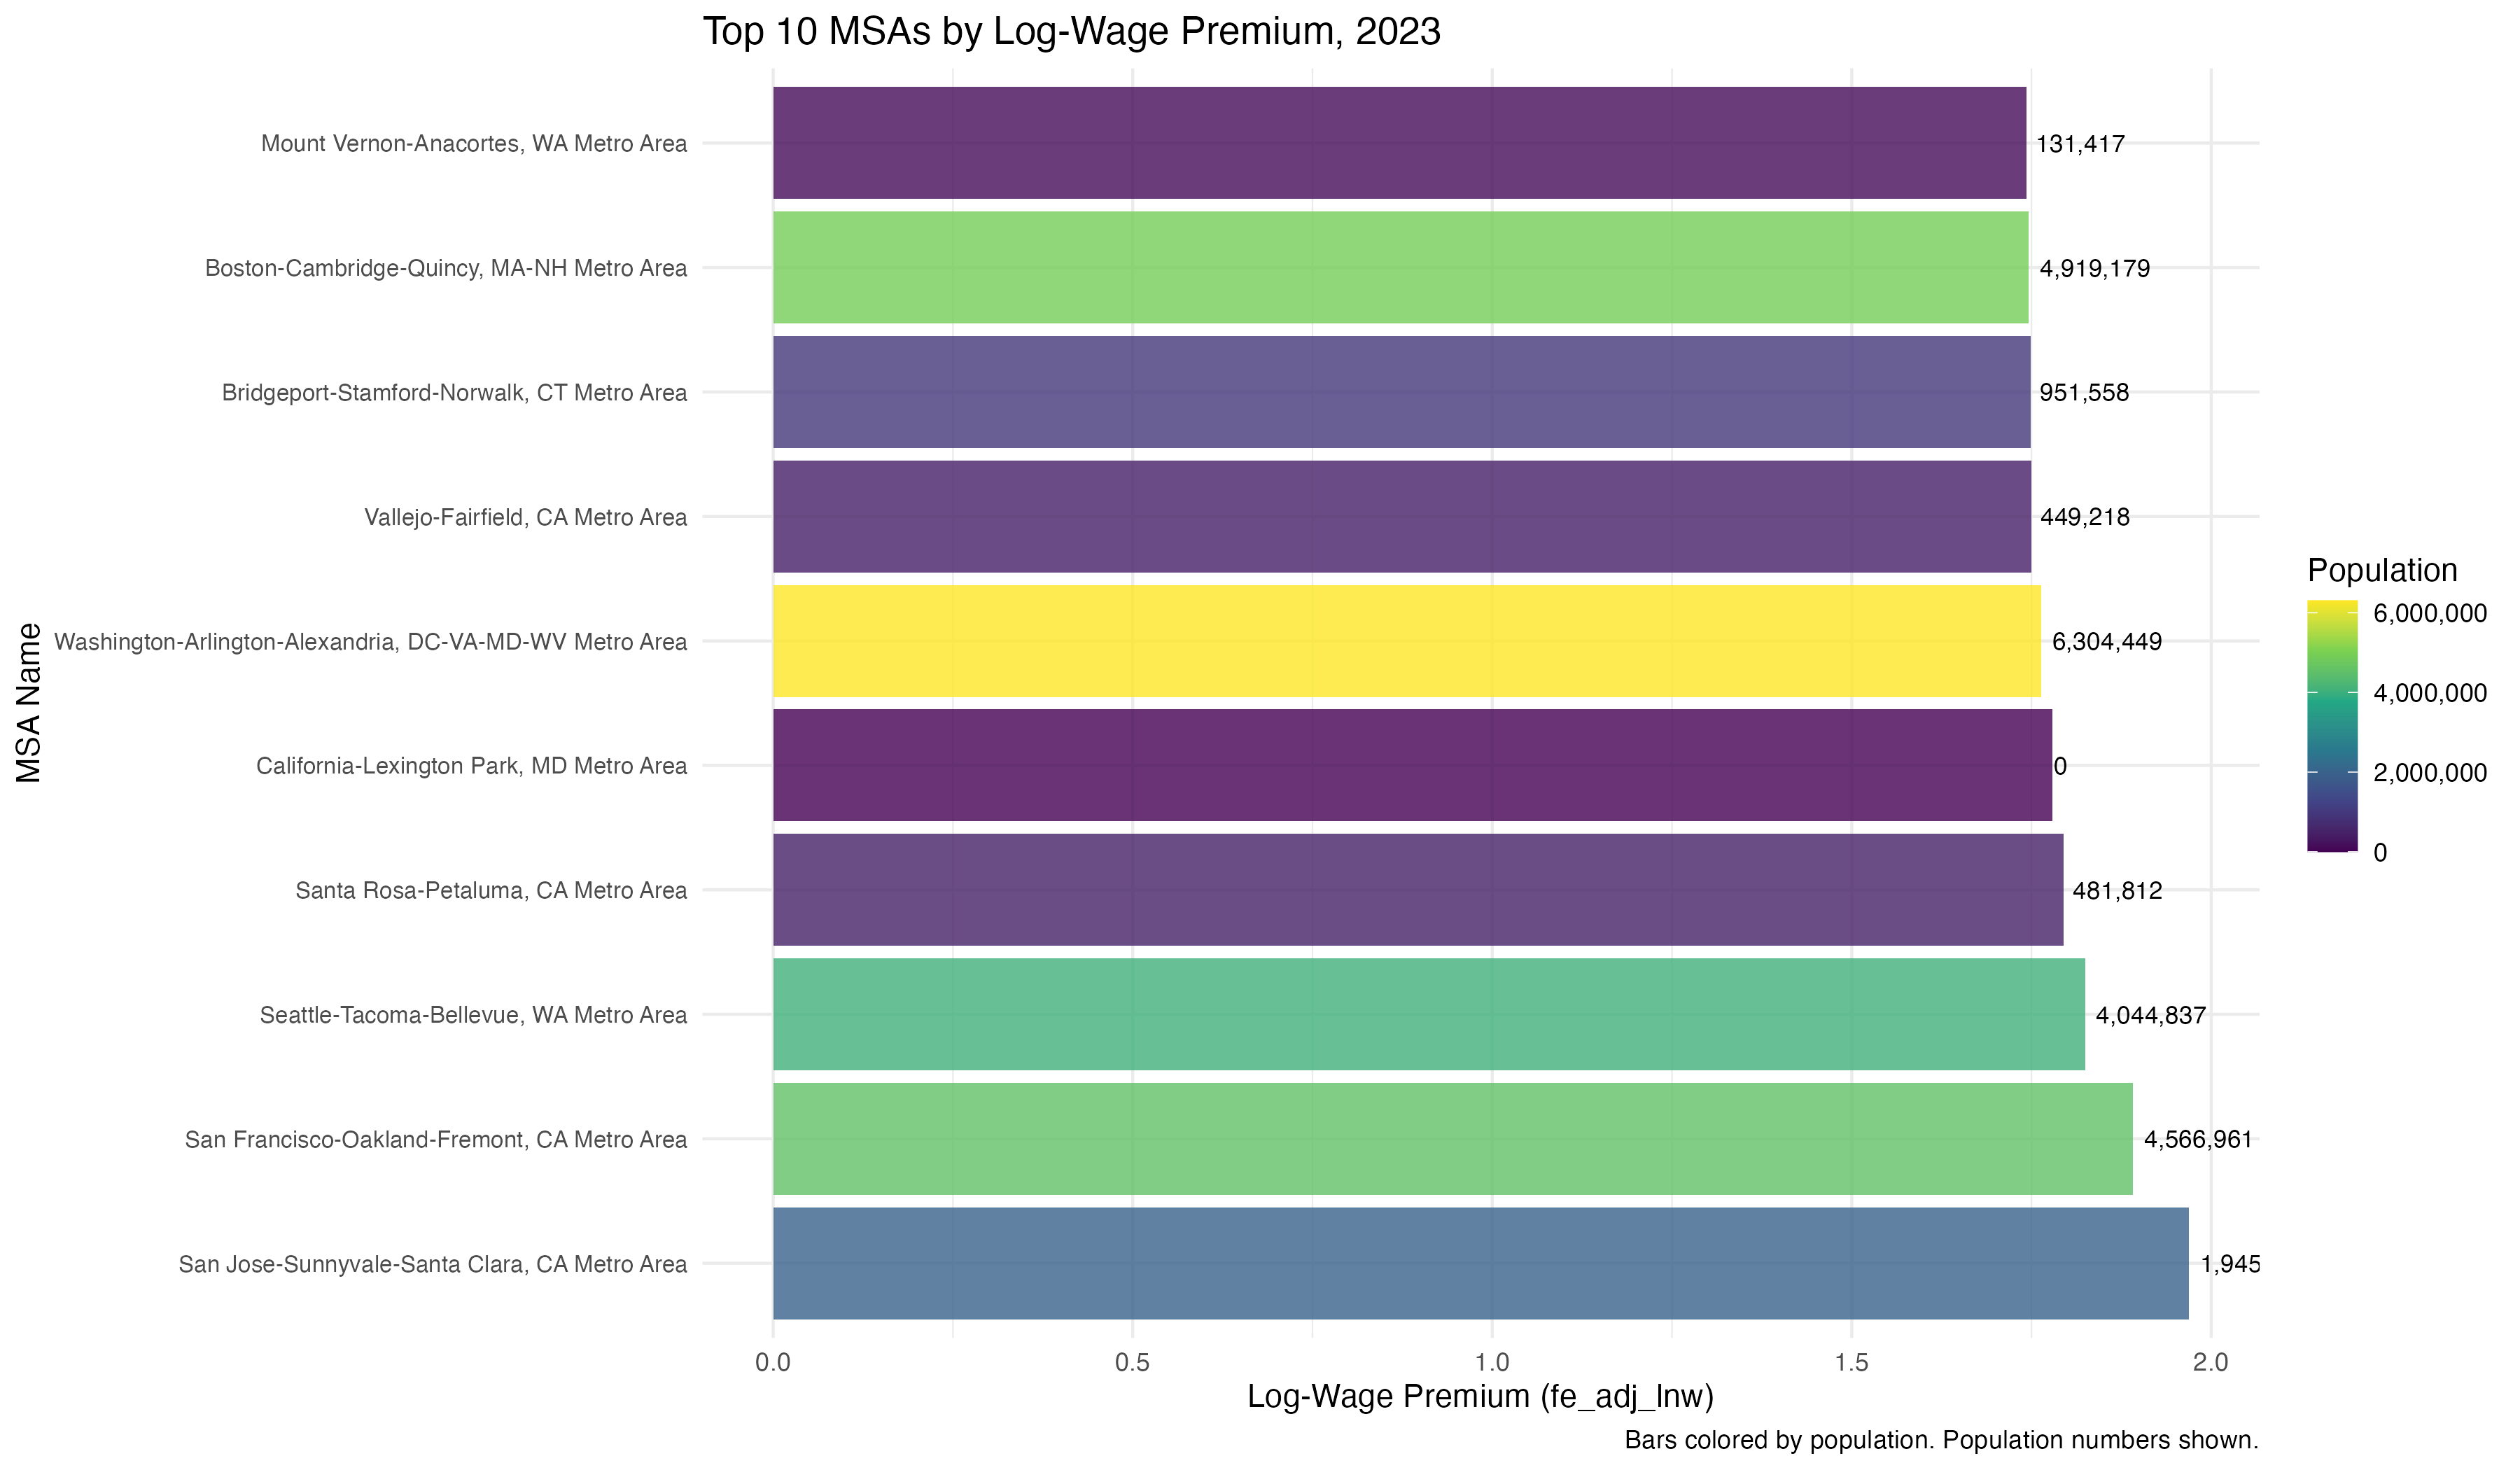 Top 10 MSAs by Log-Wage Premium, 2023
MSA Name
Mount Vernon-Anacortes, WA Metro Area 131,417
Boston-Cambridge-Quincy, MA-NH Metro Area 4,919,179
Bridgeport-Stamford-Norwalk, CT Metro Area 951,558
Vallejo-Fairfield, CA Metro Area 449,218
Washington-Arlington-Alexandria, DC-VA-MD-WV Metro Area 6,304,449
California-Lexington Park, MD Metro Area 0
Santa Rosa-Petaluma, CA Metro Area 481,812
Seattle-Tacoma-Bellevue, WA Metro Area 4,044,837
San Francisco-Oakland-Fremont, CA Metro Area 4,566,961
San Jose-Sunnyvale-Santa Clara, CA Metro Area 1,945
0.0 0.5 1.0 1.5 2.0
Log-Wage Premium (fe_adj_lnw)
Bars colored by population. Population numbers shown.
Population
6,000,000
4,000,000
2,000,000
0